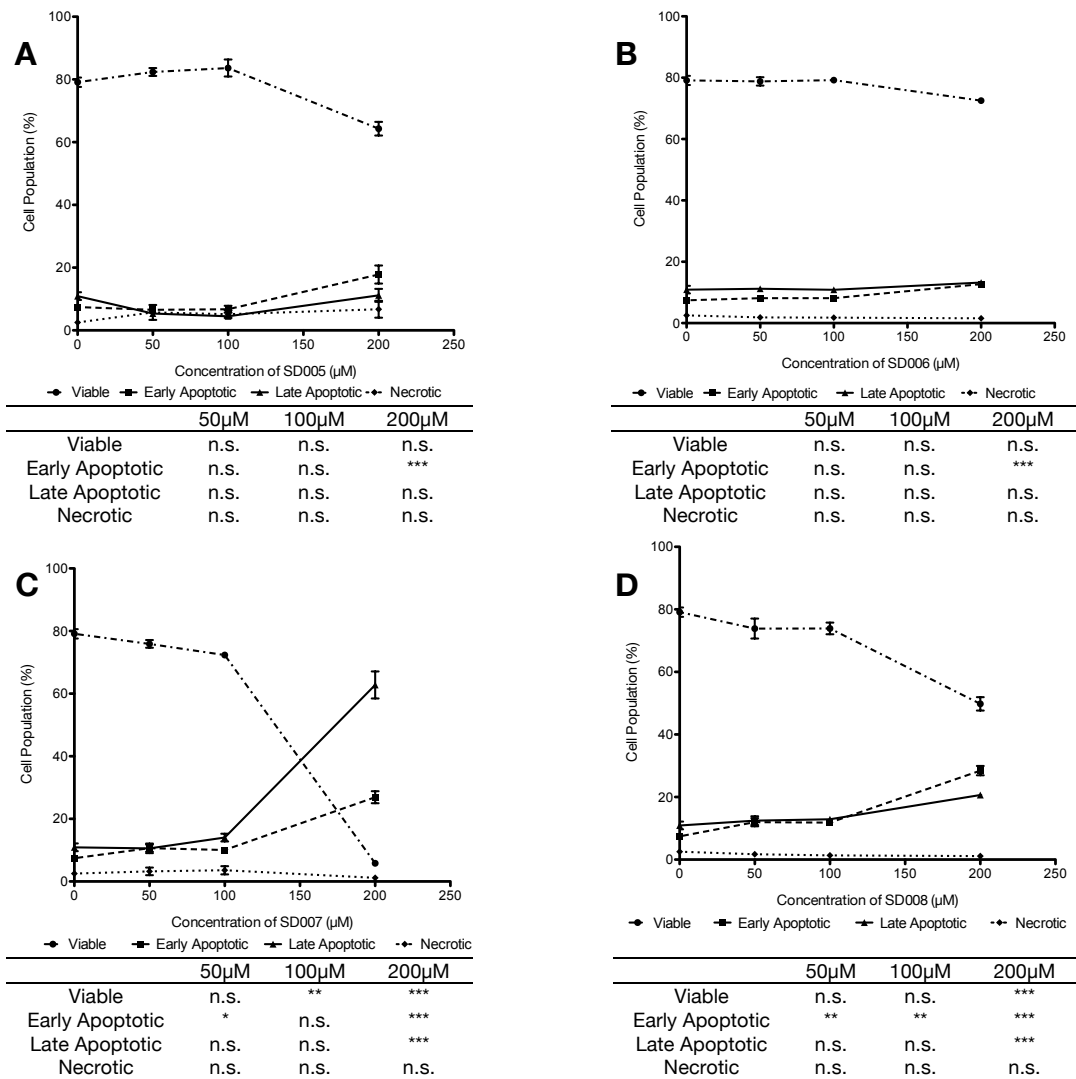 A
100
80
60
40
20
0
Cell Population (%)
0 50 100 150 200 250
Concentration of SD005 (µM)
Viable Early Apoptotic Late Apoptotic Necrotic
50µM 100µM 200µM
Viable n.s. n.s. n.s.
Early Apoptotic n.s. n.s. ***
Late Apoptotic n.s. n.s. n.s.
Necrotic n.s. n.s. n.s.
B
100
80
60
40
20
0
Cell Population (%)
0 50 100 150 200 250
Concentration of SD006 (µM)
Viable Early Apoptotic Late Apoptotic Necrotic
50µM 100µM 200µM
Viable n.s. n.s. n.s.
Early Apoptotic n.s. n.s. ***
Late Apoptotic n.s. n.s. n.s.
Necrotic n.s. n.s. n.s.
C
100
80
60
40
20
0
Cell Population (%)
0 50 100 150 200 250
Concentration of SD007 (µM)
Viable Early Apoptotic Late Apoptotic Necrotic
50µM 100µM 200µM
Viable n.s. ** ***
Early Apoptotic * n.s. ***
Late Apoptotic n.s. n.s. ***
Necrotic n.s. n.s. n.s.
D
100
80
60
40
20
0
Cell Population (%)
0 50 100 150 200 250
Concentration of SD008 (µM)
Viable Early Apoptotic Late Apoptotic Necrotic
50µM 100µM 200µM
Viable n.s. n.s. ***
Early Apoptotic ** ** ***
Late Apoptotic n.s. n.s. ***
Necrotic n.s. n.s. n.s.